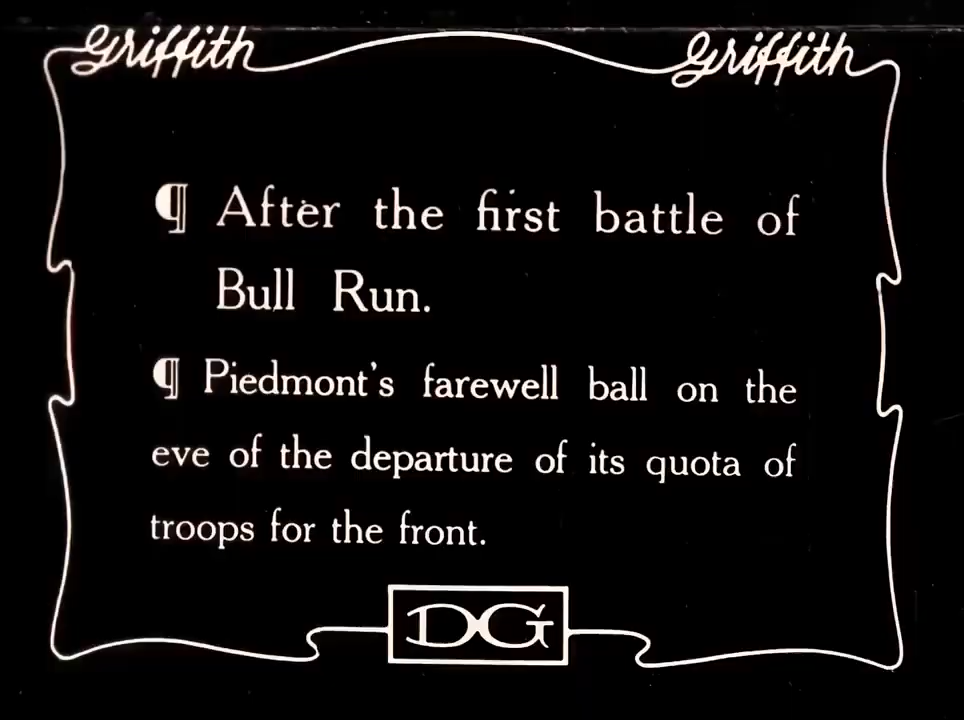 Griffith Griffith
¶ After the first battle of
Bull Run.
¶ Piedmont's farewell ball on the
eve of the departure of its quota of
troops for the front.
DG